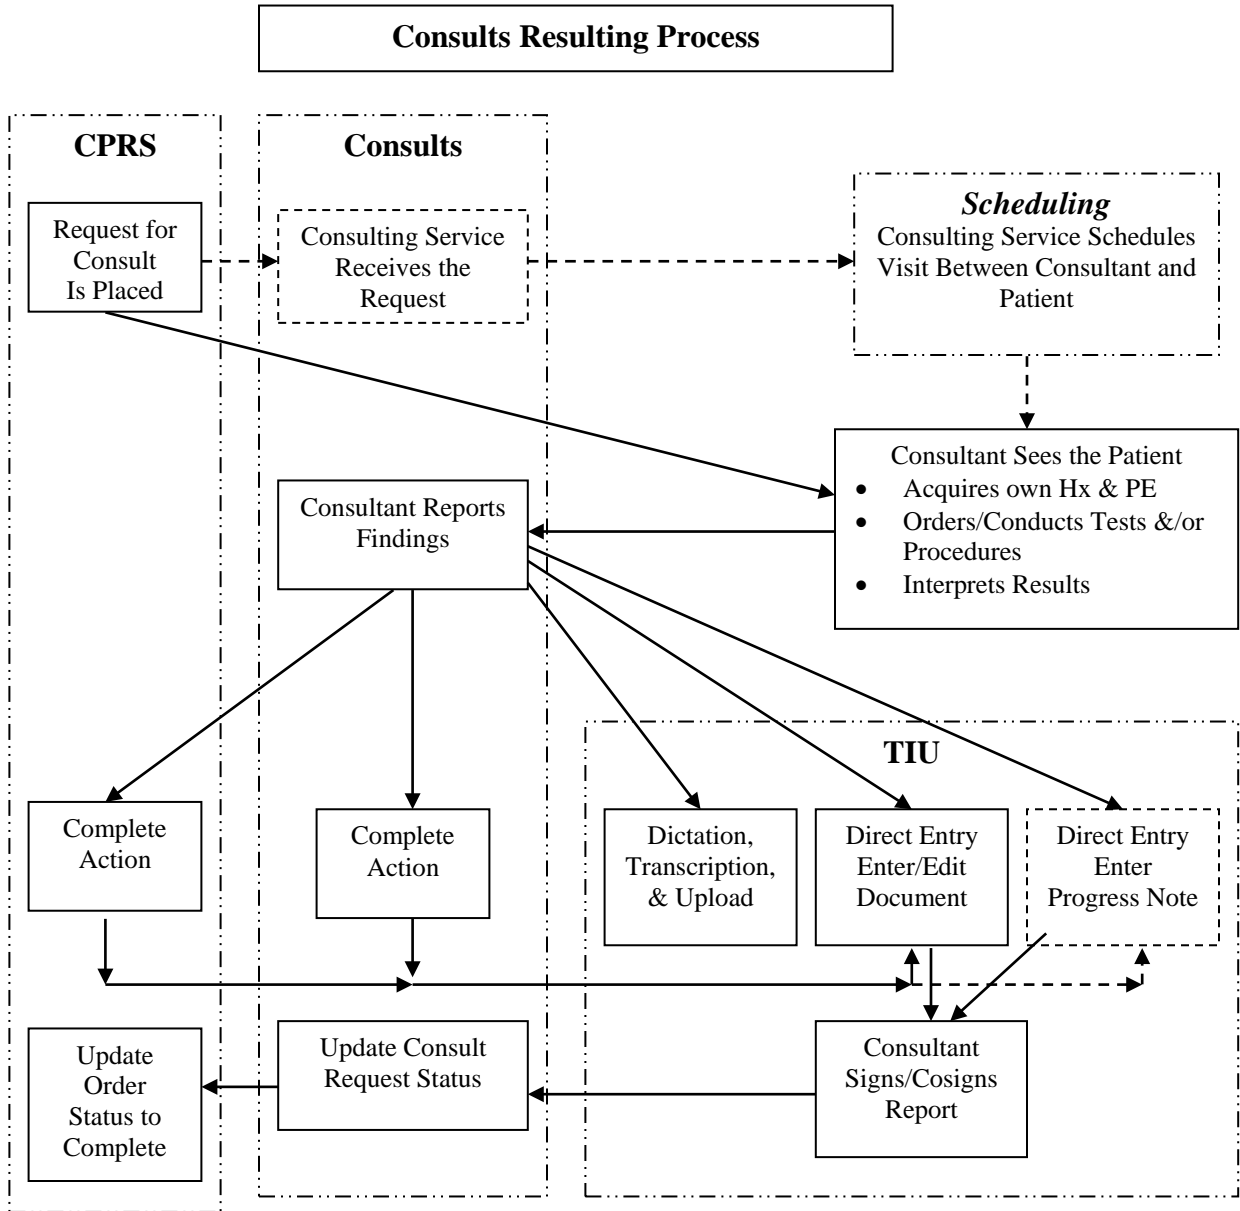 Consults Resulting Process
CPRS
Consults
Request for
Consult
Is Placed
Consulting Service
Receives the
Request
Scheduling
Consulting Service Schedules
Visit Between Consultant and
Patient
Consultant Sees the Patient
• Acquires own Hx & PE
• Orders/Conducts Tests &/or
Procedures
• Interprets Results
Consultant Reports
Findings
TIU
Complete
Action
Complete
Action
Dictation,
Transcription,
& Upload
Direct Entry
Enter/Edit
Document
Direct Entry
Enter
Progress Note
Update
Order
Status to
Complete
Update Consult
Request Status
Consultant
Signs/Cosigns
Report